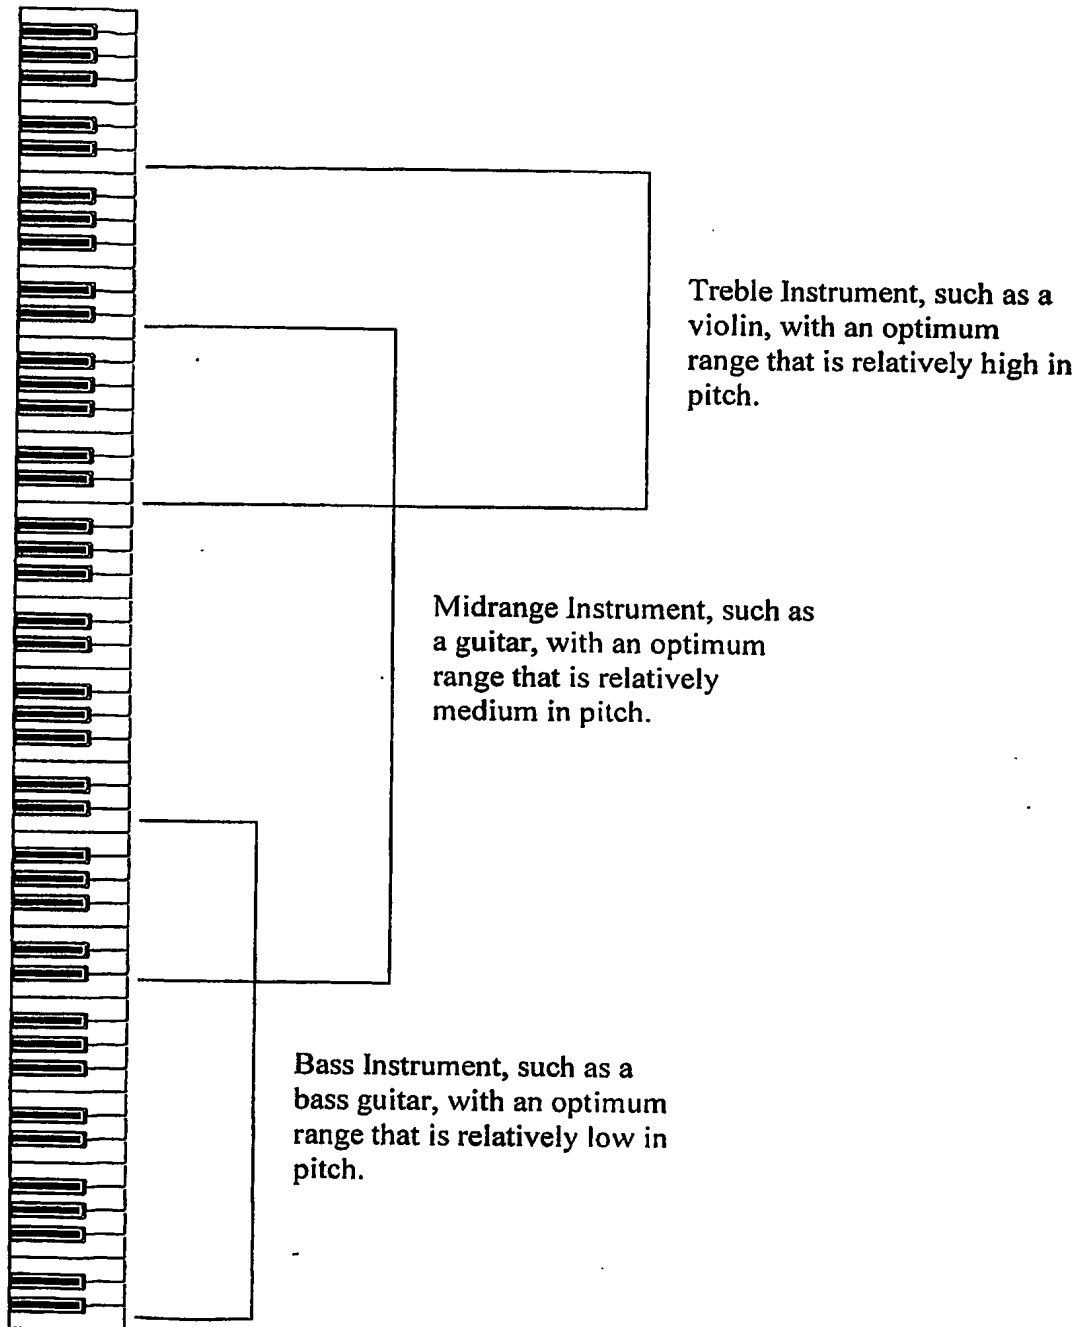 Treble Instrument, such as a
violin, with an optimum
range that is relatively high in
pitch.
Midrange Instrument, such as
a guitar, with an optimum
range that is relatively
medium in pitch.
Bass Instrument, such as a
bass guitar, with an optimum
range that is relatively low in
pitch.